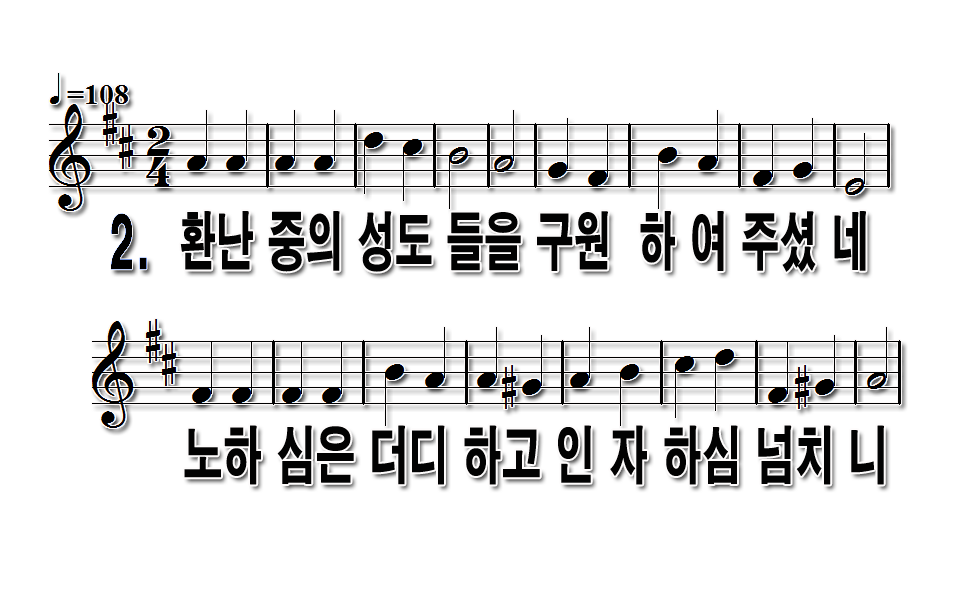 ♩=108
2. 환난 중의 성도 들을 구원 하 여 주셨 네
노하 심은 더디 하고 인 자 하심 넘치 니